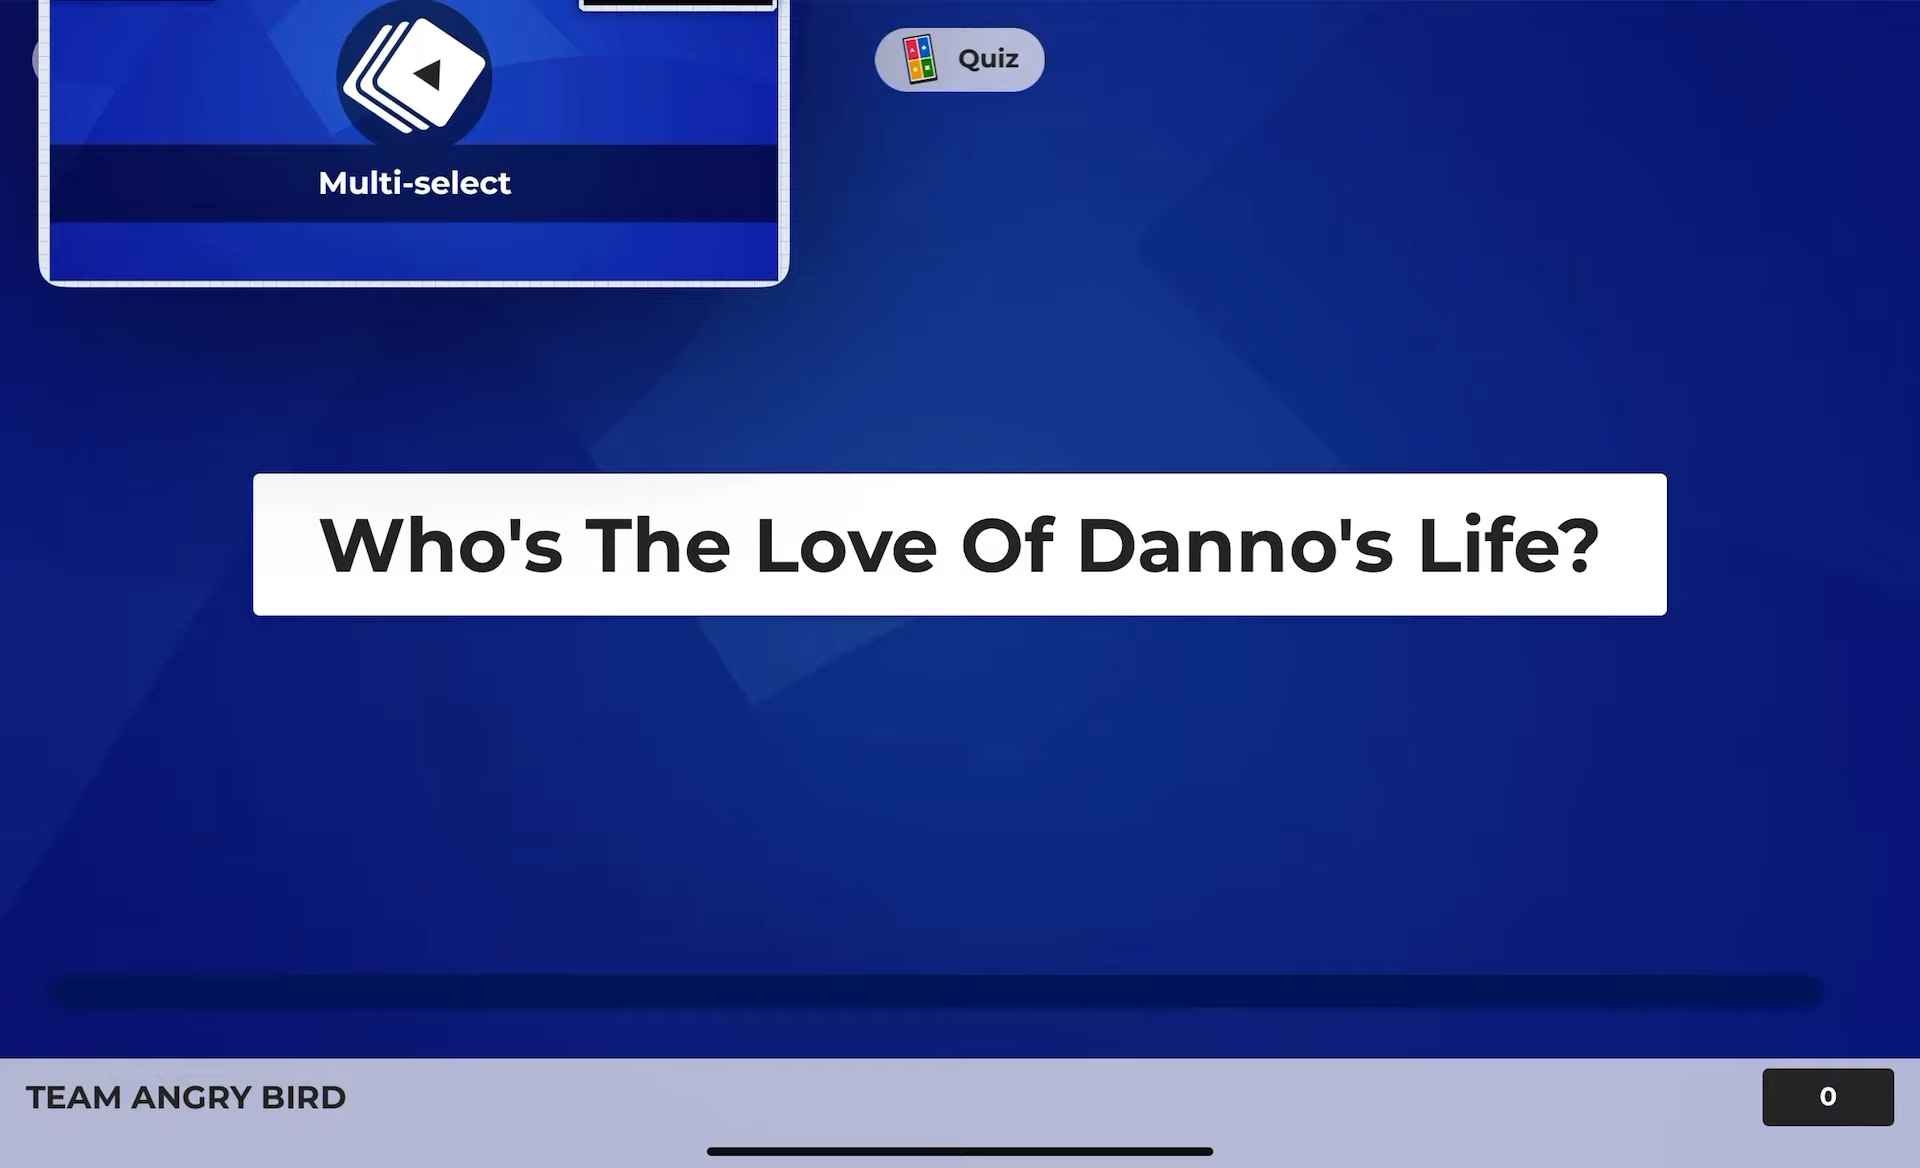 Quiz
Multi-select
Who's The Love Of Danno's Life?
TEAM ANGRY BIRD
0